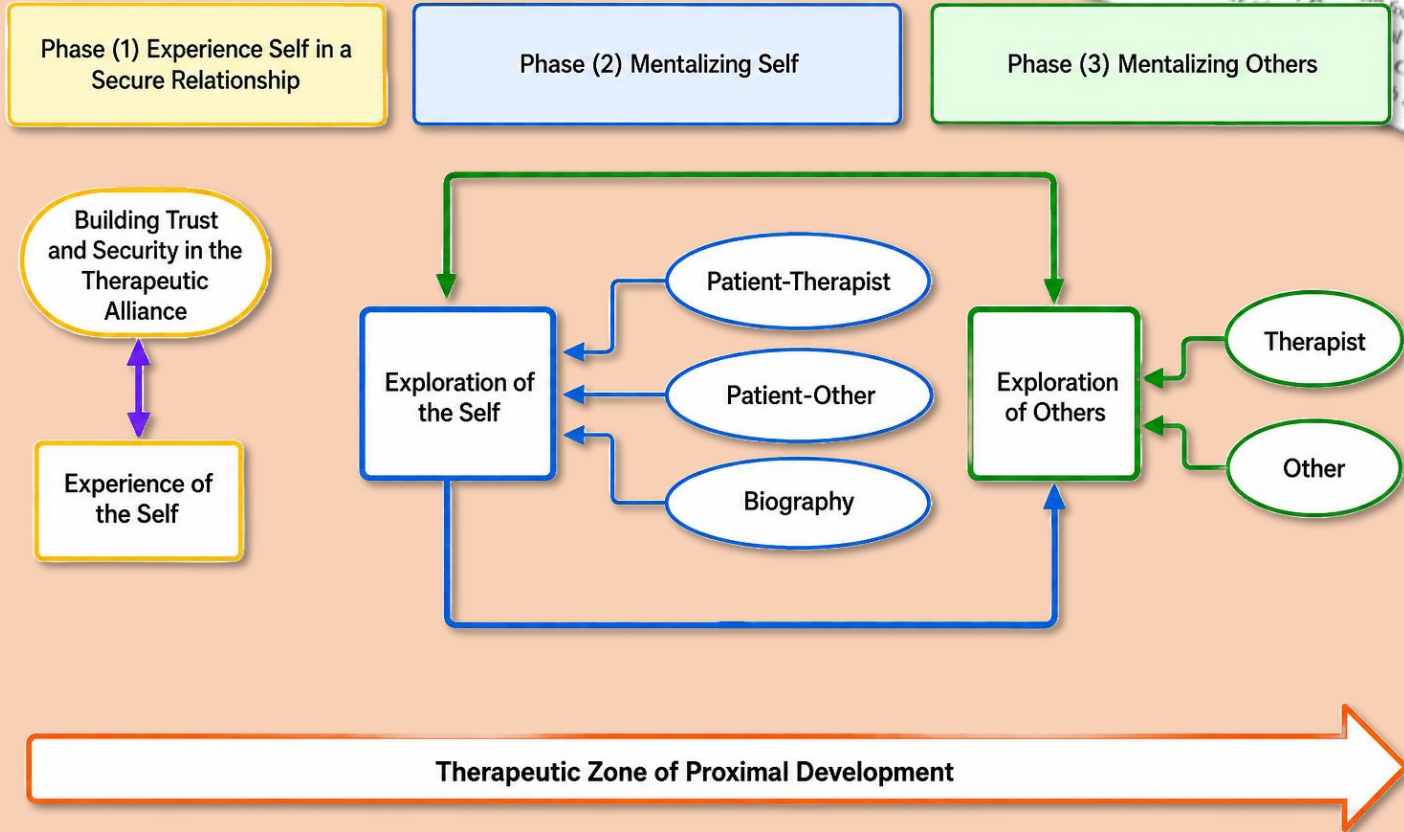 Phase (1) Experience Self in a
Secure Relationship
Phase (2) Mentalizing Self
Phase (3) Mentalizing Others
Building Trust
and Security in the
Therapeutic
Alliance
Experience of
the Self
Exploration of
the Self
Patient-Therapist
Patient-Other
Biography
Exploration
of Others
Therapist
Other
Therapeutic Zone of Proximal Development